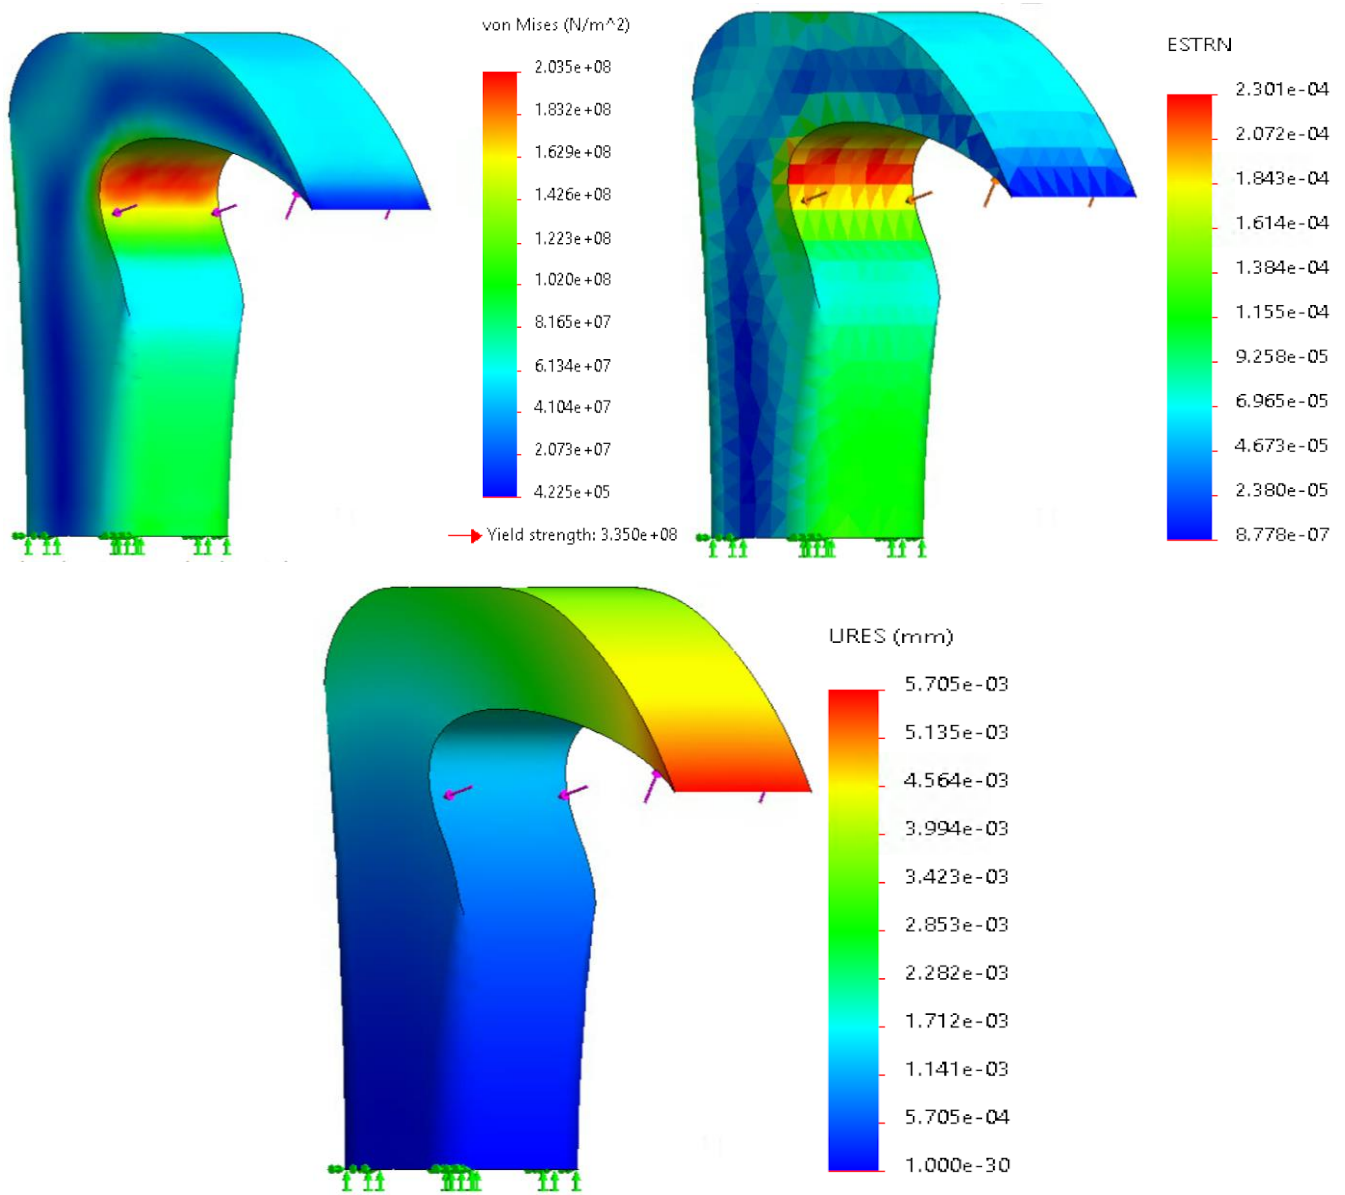 von Mises (N/m^2)
2.035e+08
1.832e+08
1.629e+08
1.426e+08
1.223e+08
1.020e+08
8.165e+07
6.134e+07
4.104e+07
2.073e+07
4.225e+05
Yield strength: 3.350e+08
ESTRN
2.301e-04
2.072e-04
1.843e-04
1.614e-04
1.384e-04
1.155e-04
9.258e-05
6.965e-05
4.673e-05
2.380e-05
8.778e-07
URES (mm)
5.705e-03
5.135e-03
4.564e-03
3.994e-03
3.423e-03
2.853e-03
2.282e-03
1.712e-03
1.141e-03
5.705e-04
1.000e-30